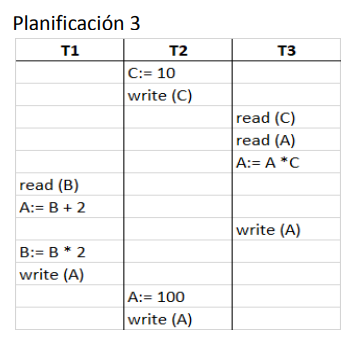 Planificación 3
T1 T2 T3
C:= 10
write (C)
read (C)
read (A)
A:= A *C
read (B)
A:= B + 2
write (A)
B:= B * 2
write (A)
A:= 100
write (A)